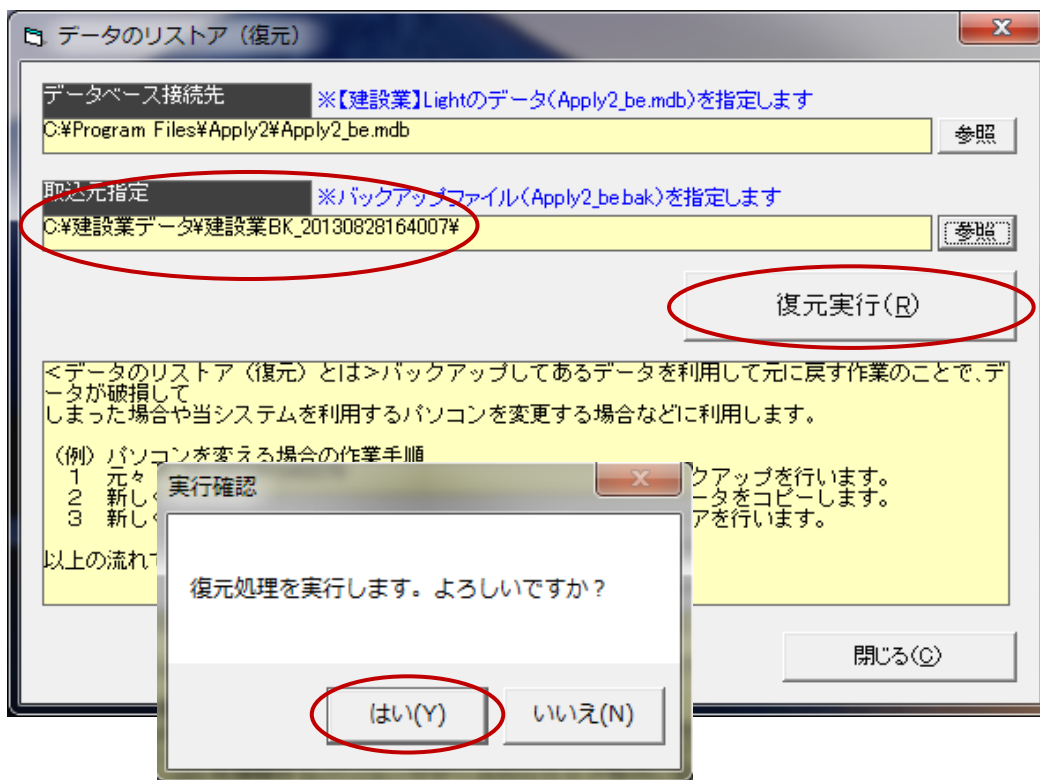 データのリストア（復元）
データベース接続先
※【建設業】Lightのデータ(Apply2_be.mdb)を指定します
C:¥Program Files¥Apply2¥Apply2_be.mdb
参照
取込元指定
※バックアップファイル(Apply2_be.bak)を指定します
C:¥建設業データ¥建設業BK_20130828164007¥
参照
復元実行(R)
＜データのリストア（復元）とは＞バックアップしてあるデータを利用して元に戻す作業のことで、デ
ータが破損して
しまった場合や当システムを利用するパソコンを変更する場合などに利用します。
（例）パソコンを変える場合の作業手順
１　元々 クアップを行います。
２　新し ータをコピーします。
３　新し アを行います。
以上の流れ
実行確認
復元処理を実行します。よろしいですか？
はい(Y)
いいえ(N)
閉じる(C)